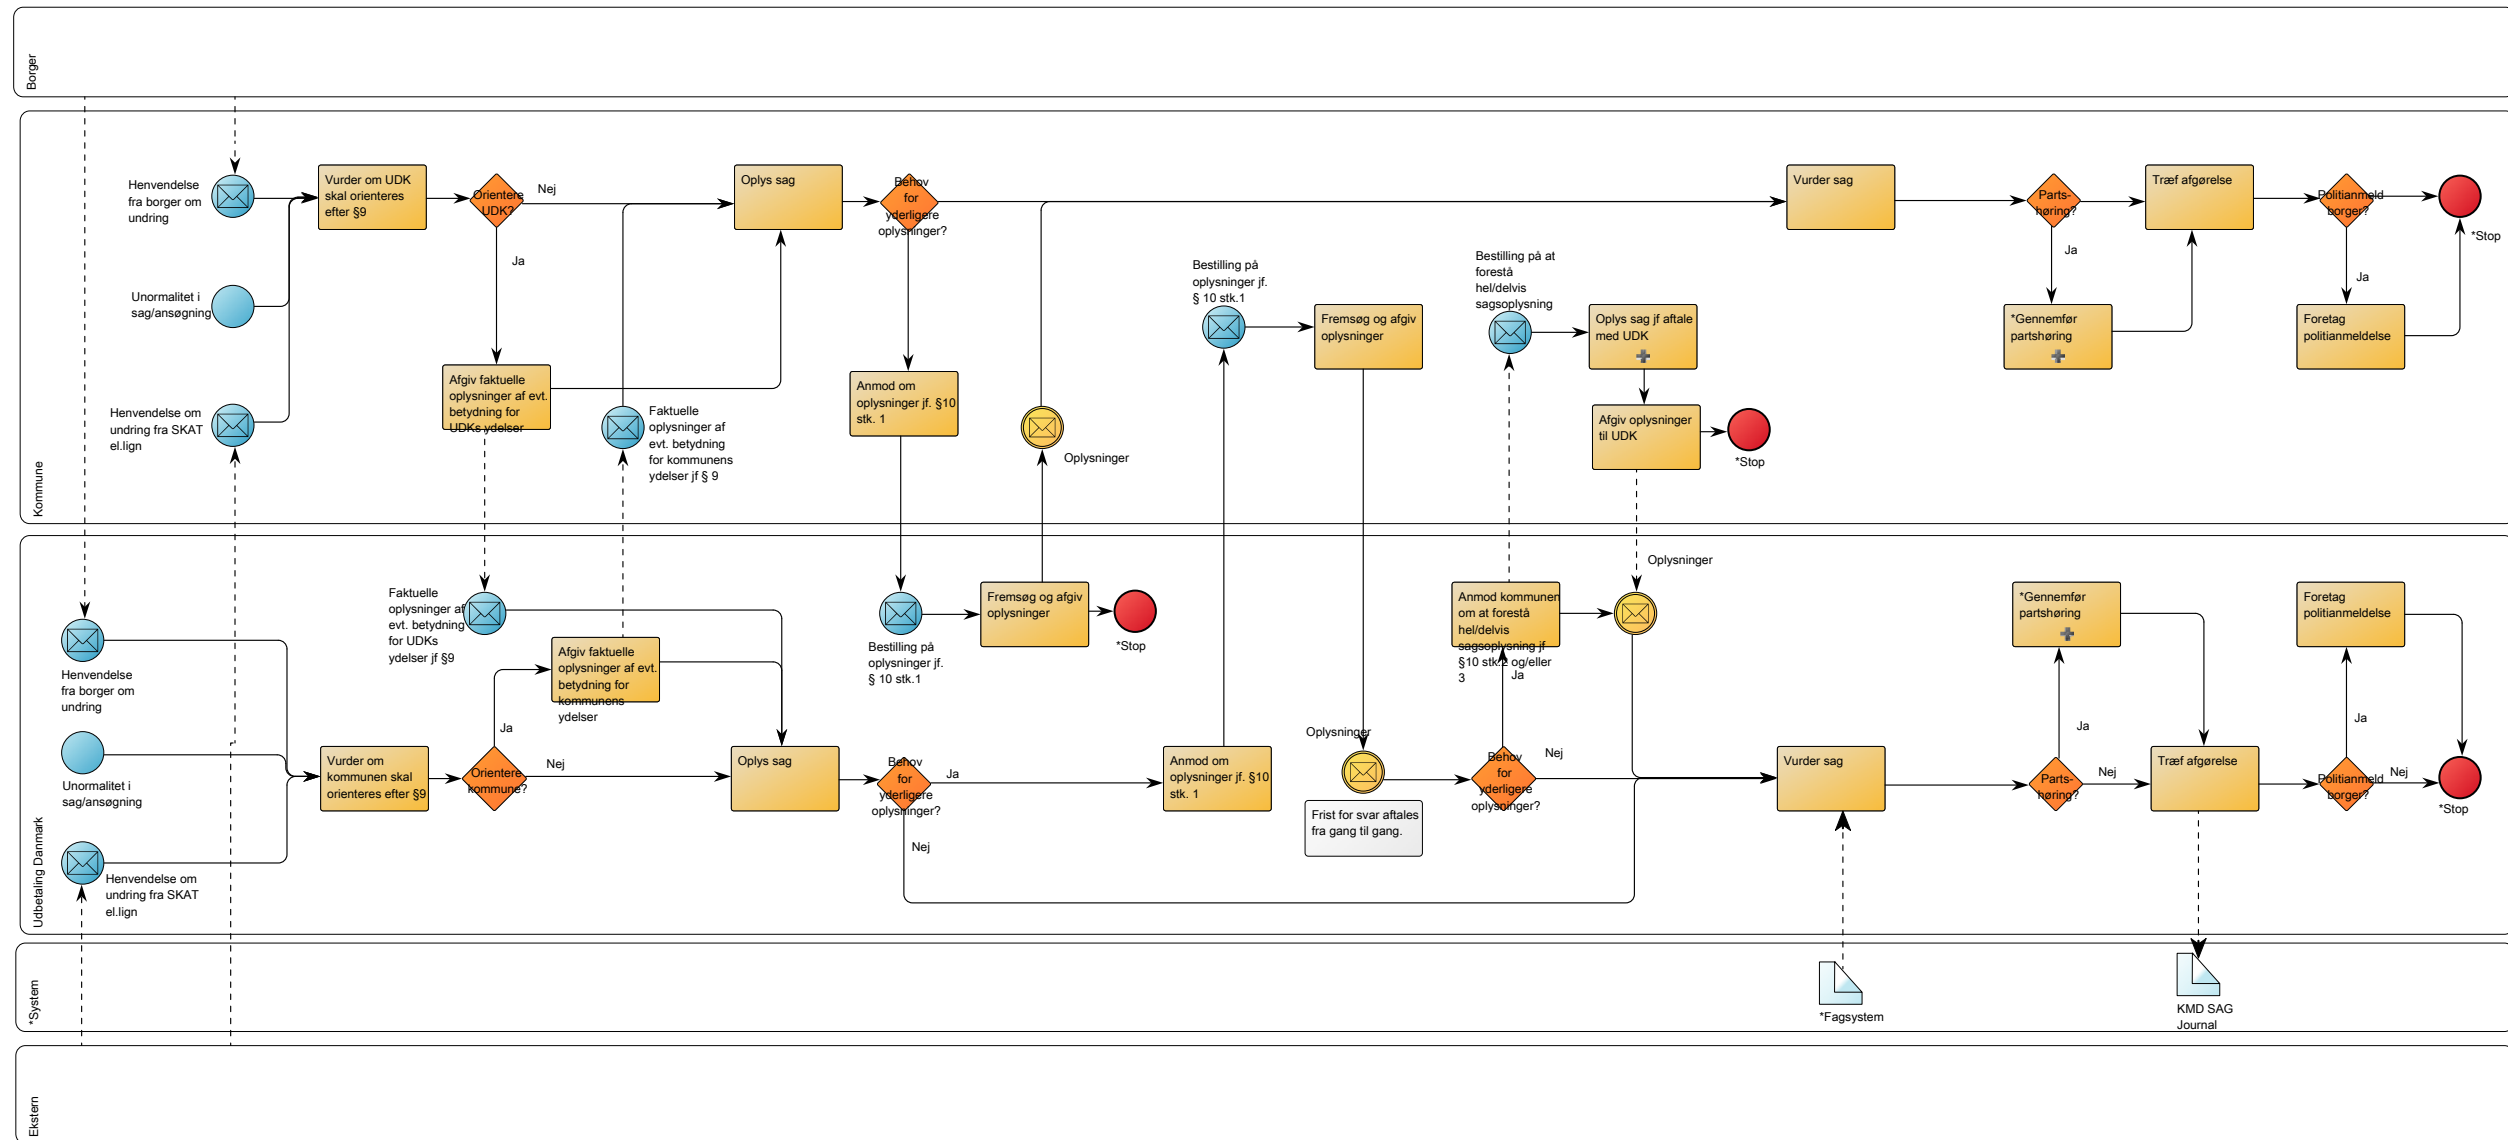 Borger
Kommune
Henvendelse
fra borger om
undring
Unormalitet i
sag/ansøgning
Henvendelse om
undring fra SKAT
el.lign
Vurder om UDK
skal orienteres
efter §9
Orientere
UDK?
Nej
Ja
Afgiv faktuelle
oplysninger af evt.
betydning for
UDKs ydelser
Faktuelle
oplysninger af
evt. betydning
for kommunens
ydelser jf § 9
Oplys sag
Behov
for
yderligere
oplysninger?
Anmod om
oplysninger jf. §10
stk. 1
Oplysninger
Bestilling på
oplysninger jf.
§ 10 stk.1
Fremsøg og afgiv
oplysninger
Bestilling på at
forestå
hel/delvis
sagsoplysning
Oplys sag jf aftale
med UDK
Afgiv oplysninger
til UDK
*Stop
Vurder sag
Parts-
høring?
Ja
*Gennemfør
partshøring
Træf afgørelse
Politianmeld
borger?
Ja
Foretag
politianmeldelse
*Stop
Udbetaling Danmark
Henvendelse
fra borger om
undring
Unormalitet i
sag/ansøgning
Henvendelse om
undring fra SKAT
el.lign
Vurder om
kommunen skal
orienteres efter §9
Orientere
kommune?
Ja
Nej
Faktuelle
oplysninger af
evt. betydning
for UDKs
ydelser jf §9
Afgiv faktuelle
oplysninger af evt.
betydning for
kommunens
ydelser
Oplys sag
Behov
for
yderligere
oplysninger?
Ja
Nej
Bestilling på
oplysninger jf.
§ 10 stk.1
Fremsøg og afgiv
oplysninger
*Stop
Anmod om
oplysninger jf. §10
stk. 1
Oplysninger
Frist for svar aftales
fra gang til gang.
Behov
for
yderligere
oplysninger?
Ja
Nej
Anmod kommunen
om at forestå
hel/delvis
sagsoplysning jf
§10 stk.2 og/eller
3
Oplysninger
Vurder sag
Parts-
høring?
Ja
Nej
*Gennemfør
partshøring
Træf afgørelse
Politianmeld
borger?
Ja
Nej
Foretag
politianmeldelse
*Stop
*System
*Fagsystem
KMD SAG
Journal
Ekstern